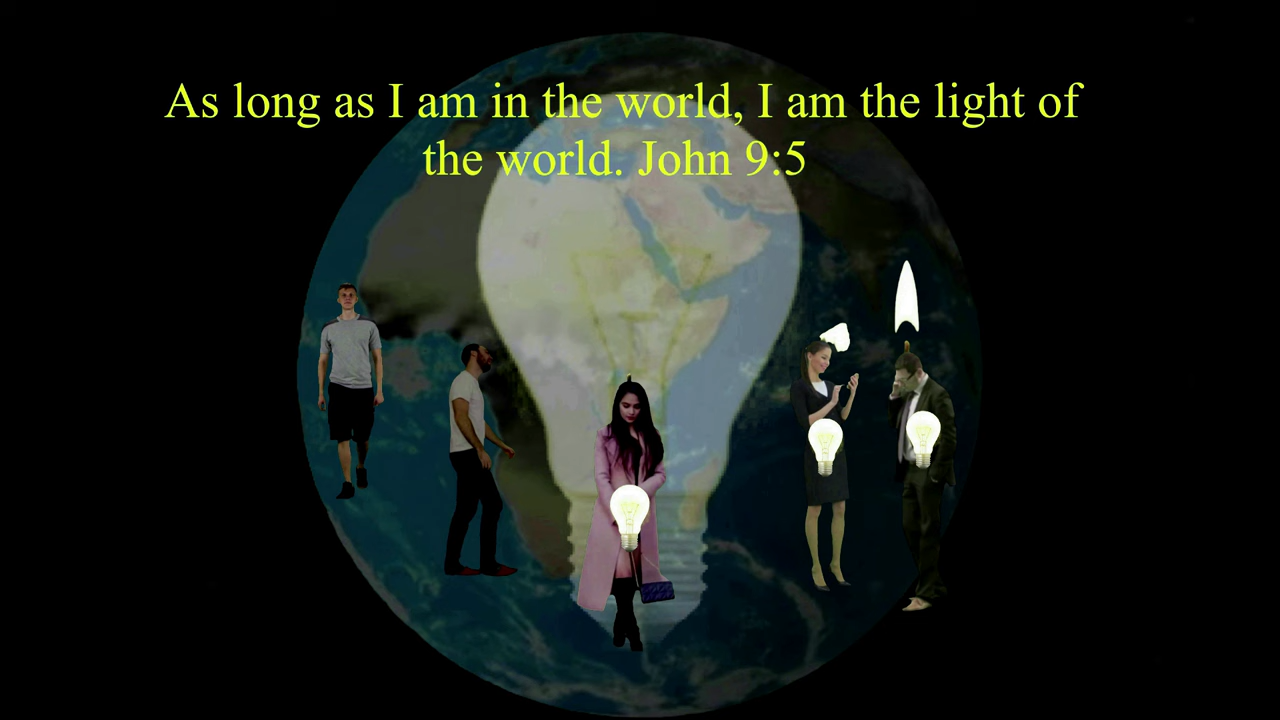 As long as I am in the world, I am the light of
the world. John 9:5